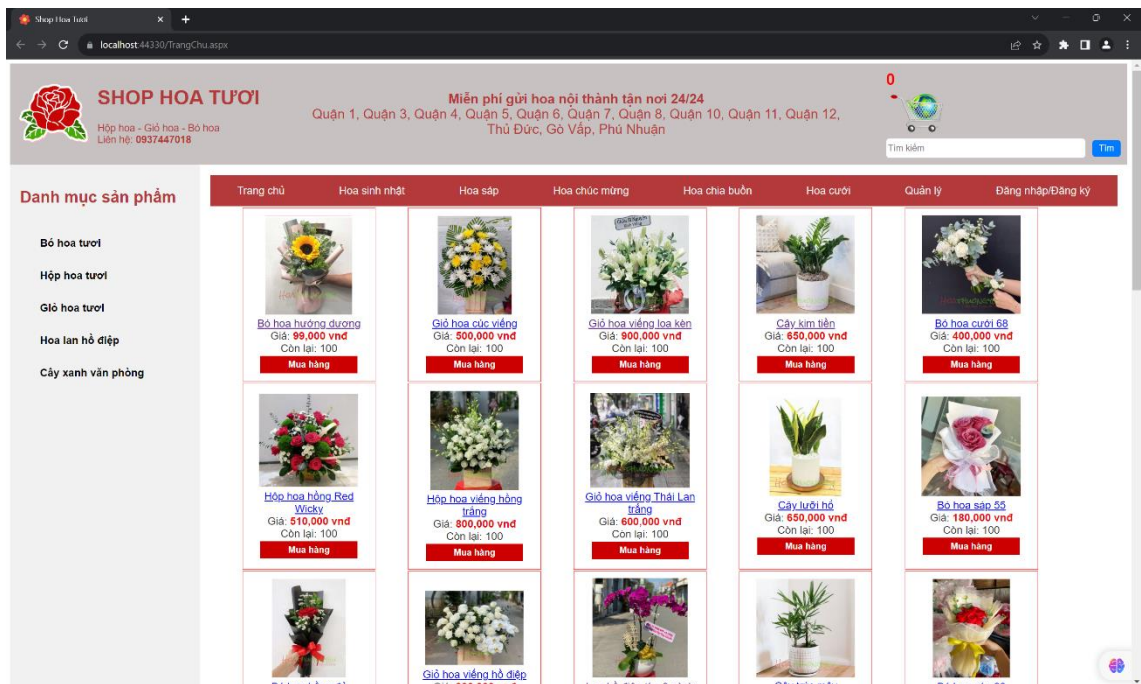 Shop Hoa Tươi
localhost:44330/TrangChu.aspx
SHOP HOA TƯƠI
Hộp hoa - Giỏ hoa - Bó hoa
Liên hệ: 0937447018
Miễn phí gửi hoa nội thành tận nơi 24/24
Quận 1, Quận 3, Quận 4, Quận 5, Quận 6, Quận 7, Quận 8, Quận 10, Quận 11, Quận 12,
Thủ Đức, Gò Vấp, Phú Nhuận
0
Tìm kiếm
Tìm
Danh mục sản phẩm
Bó hoa tươi
Hộp hoa tươi
Giỏ hoa tươi
Hoa lan hồ điệp
Cây xanh văn phòng
Trang chủ Hoa sinh nhật Hoa sáp Hoa chúc mừng Hoa chia buồn Hoa cưới Quản lý Đăng nhập/Đăng ký
Bó hoa hướng dương
Giá: 99,000 vnđ
Còn lại: 100
Mua hàng
Giỏ hoa cúc viếng
Giá: 500,000 vnđ
Còn lại: 100
Mua hàng
Giỏ hoa viếng loa kèn
Giá: 900,000 vnđ
Còn lại: 100
Mua hàng
Cây kim tiền
Giá: 650,000 vnđ
Còn lại: 100
Mua hàng
Bó hoa cưới 68
Giá: 400,000 vnđ
Còn lại: 100
Mua hàng
Hộp hoa hồng Red
Wicky
Giá: 510,000 vnđ
Còn lại: 100
Mua hàng
Hộp hoa viếng hồng
trắng
Giá: 800,000 vnđ
Còn lại: 100
Mua hàng
Giỏ hoa viếng Thái Lan
trắng
Giá: 600,000 vnđ
Còn lại: 100
Mua hàng
Cây lưỡi hổ
Giá: 650,000 vnđ
Còn lại: 100
Mua hàng
Bó hoa sáp 55
Giá: 180,000 vnđ
Còn lại: 100
Mua hàng
Giỏ hoa viếng hồ điệp